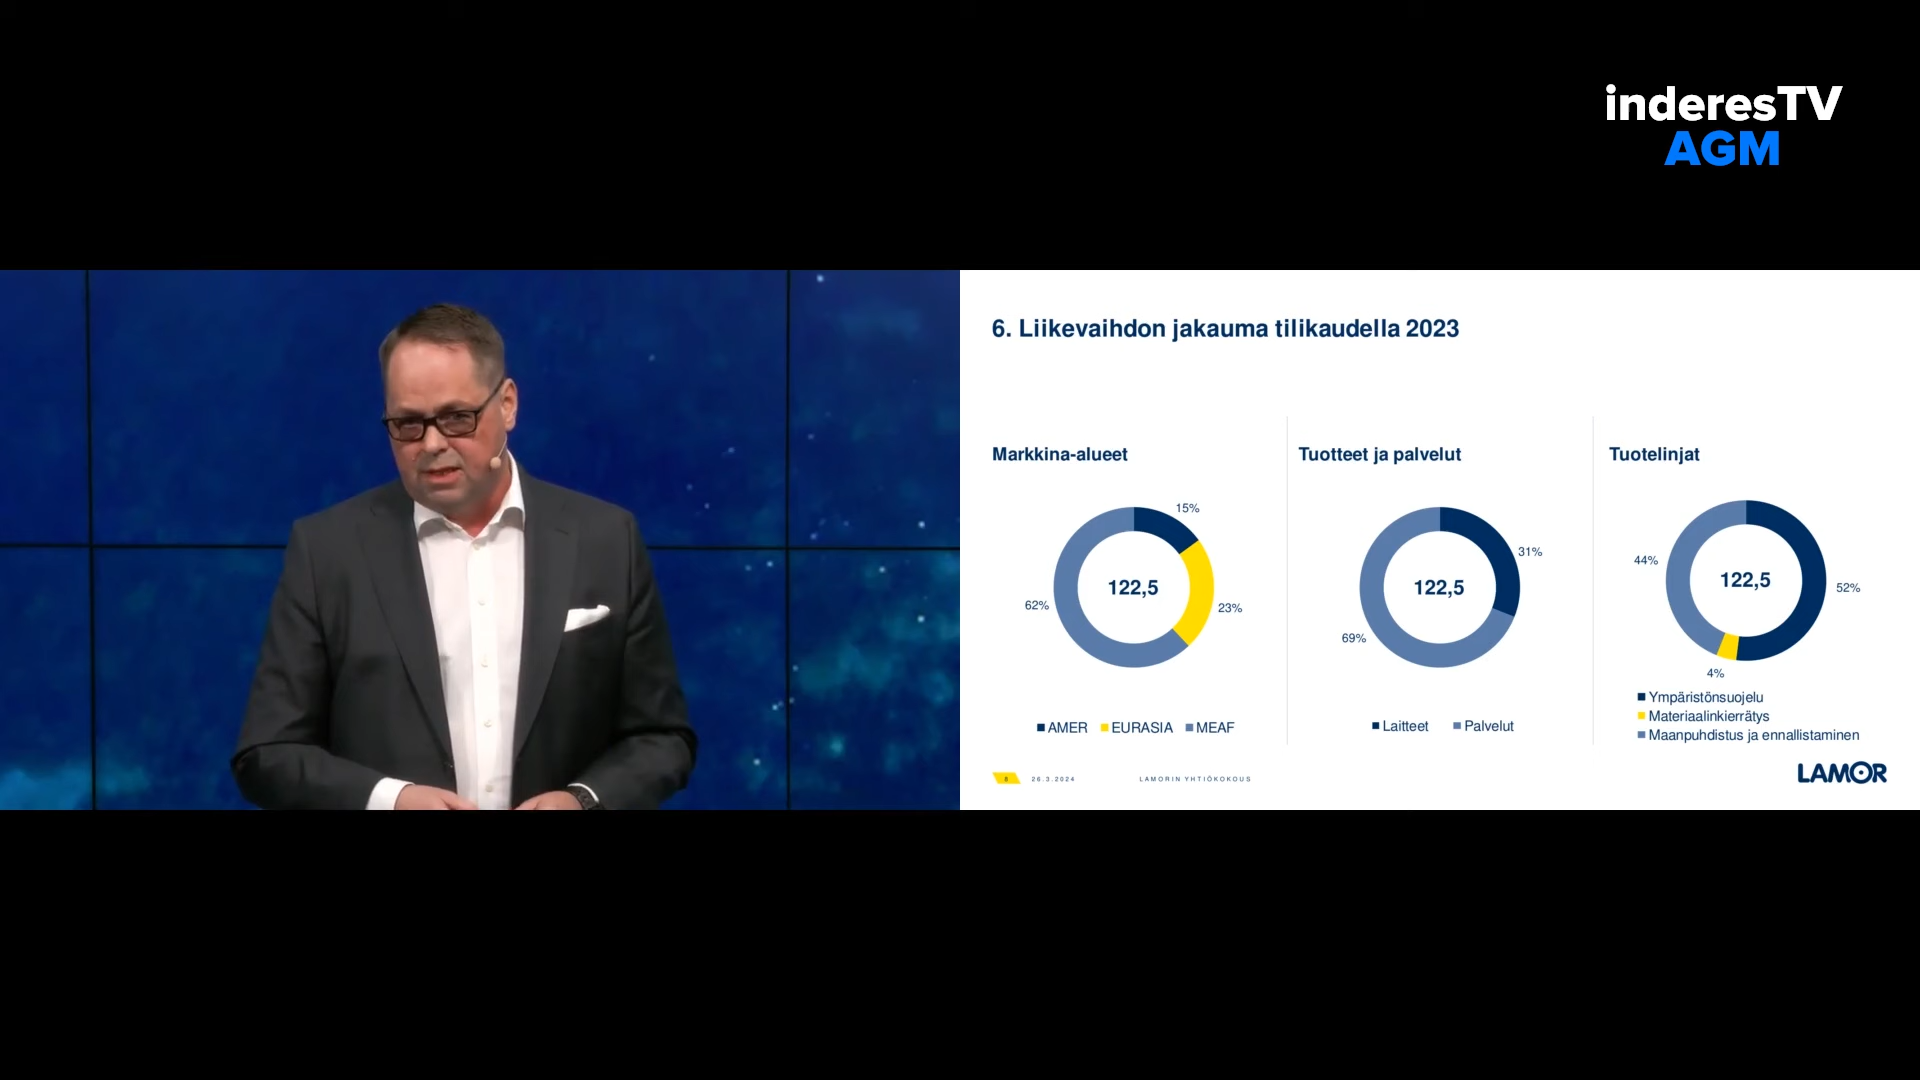 inderesTV
AGM
6. Liikevaihdon jakauma tilikaudella 2023
Markkina-alueet
15%
122,5
62%
23%
AMER EURASIA MEAF
Tuotteet ja palvelut
31%
122,5
69%
Laitteet Palvelut
Tuotelinjat
44%
122,5
52%
4%
Ympäristönsuojelu
Materiaalinkierrätys
Maanpuhdistus ja ennallistaminen
26.3.2024 LAMORIN YHTIÖKOKOUS
LAMOR